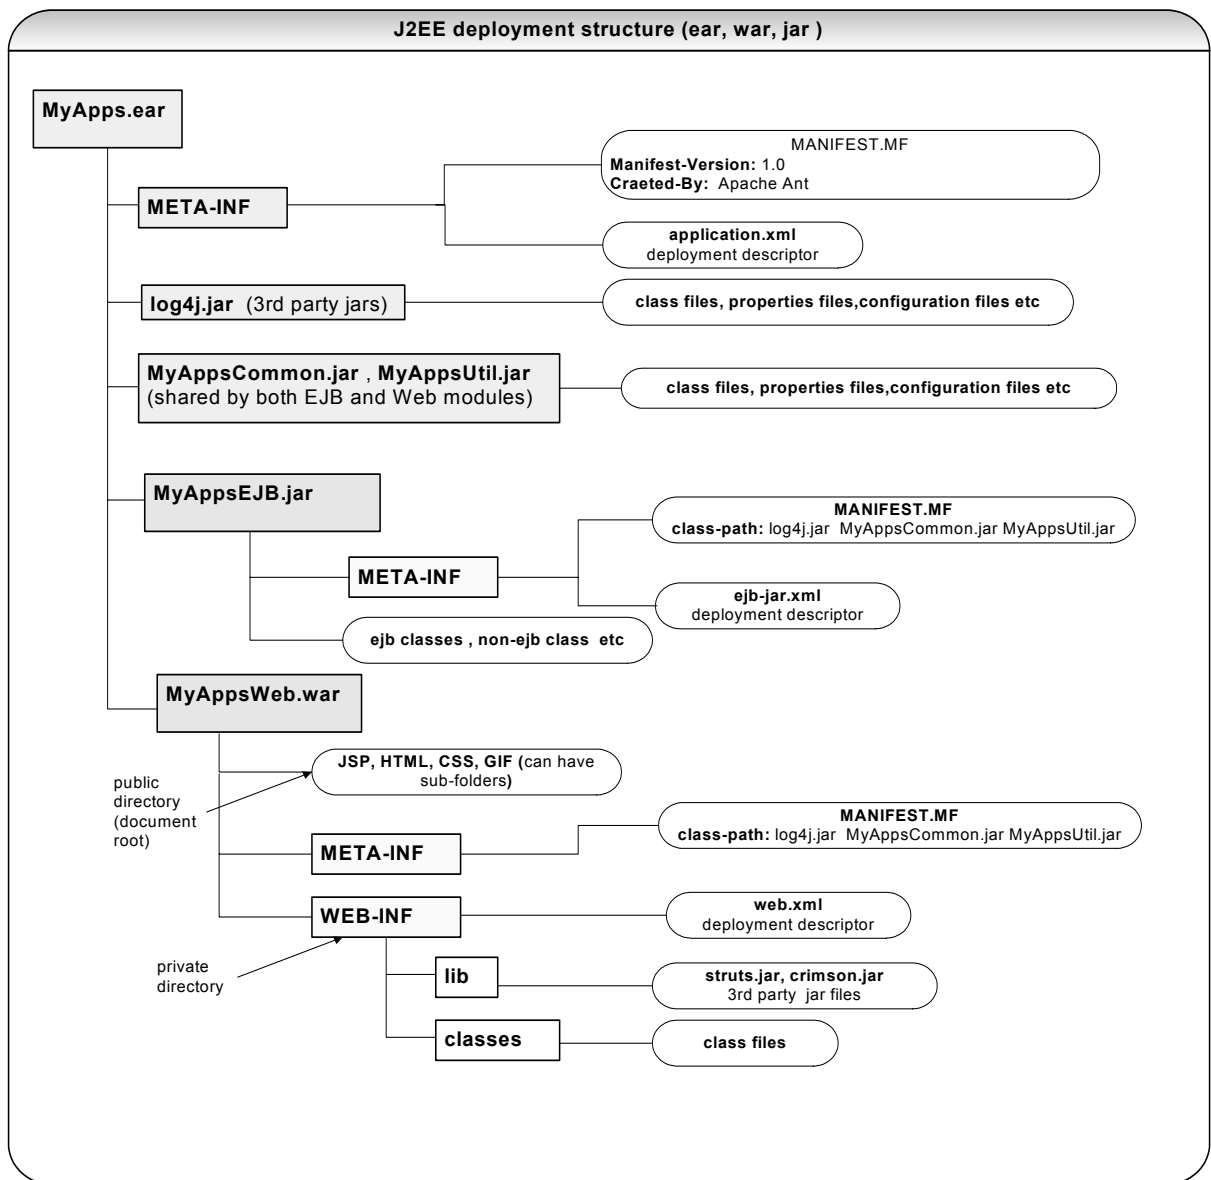 J2EE deployment structure (ear, war, jar )
MyApps.ear
MANIFEST.MF
Manifest-Version: 1.0
Craeted-By: Apache Ant
META-INF
application.xml
deployment descriptor
log4j.jar (3rd party jars)
class files, properties files,configuration files etc
MyAppsCommon.jar , MyAppsUtil.jar
(shared by both EJB and Web modules)
class files, properties files,configuration files etc
MyAppsEJB.jar
MANIFEST.MF
class-path: log4j.jar MyAppsCommon.jar MyAppsUtil.jar
META-INF
ejb-jar.xml
deployment descriptor
ejb classes , non-ejb class etc
MyAppsWeb.war
JSP, HTML, CSS, GIF (can have
sub-folders)
public
directory
(document
root)
MANIFEST.MF
class-path: log4j.jar MyAppsCommon.jar MyAppsUtil.jar
META-INF
WEB-INF
web.xml
deployment descriptor
private
directory
lib
struts.jar, crimson.jar
3rd party jar files
classes
class files